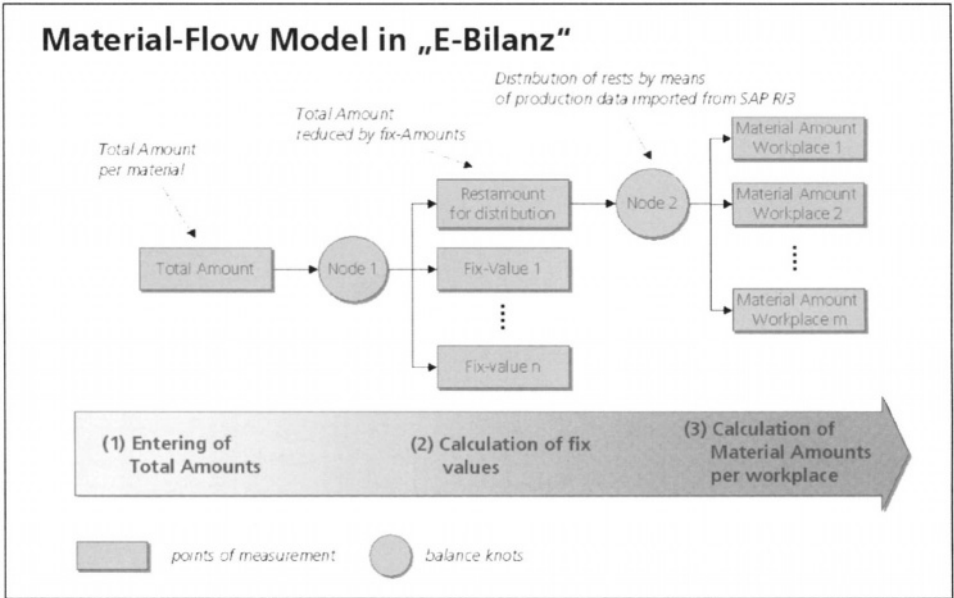 Material-Flow Model in „E-Bilanz“
Distribution of rests by means
of production data imported from SAP R/3
Total Amount
reduced by fix-Amounts
Total Amount
per material
Material Amount
Workplace 1
Restamount
for distribution
Node 2
Material Amount
Workplace 2
Total Amount
Node 1
Fix-Value 1
Material Amount
Workplace m
Fix-value n
(1) Entering of
Total Amounts
(2) Calculation of fix
values
(3) Calculation of
Material Amounts
per workplace
points of measurement
balance knots